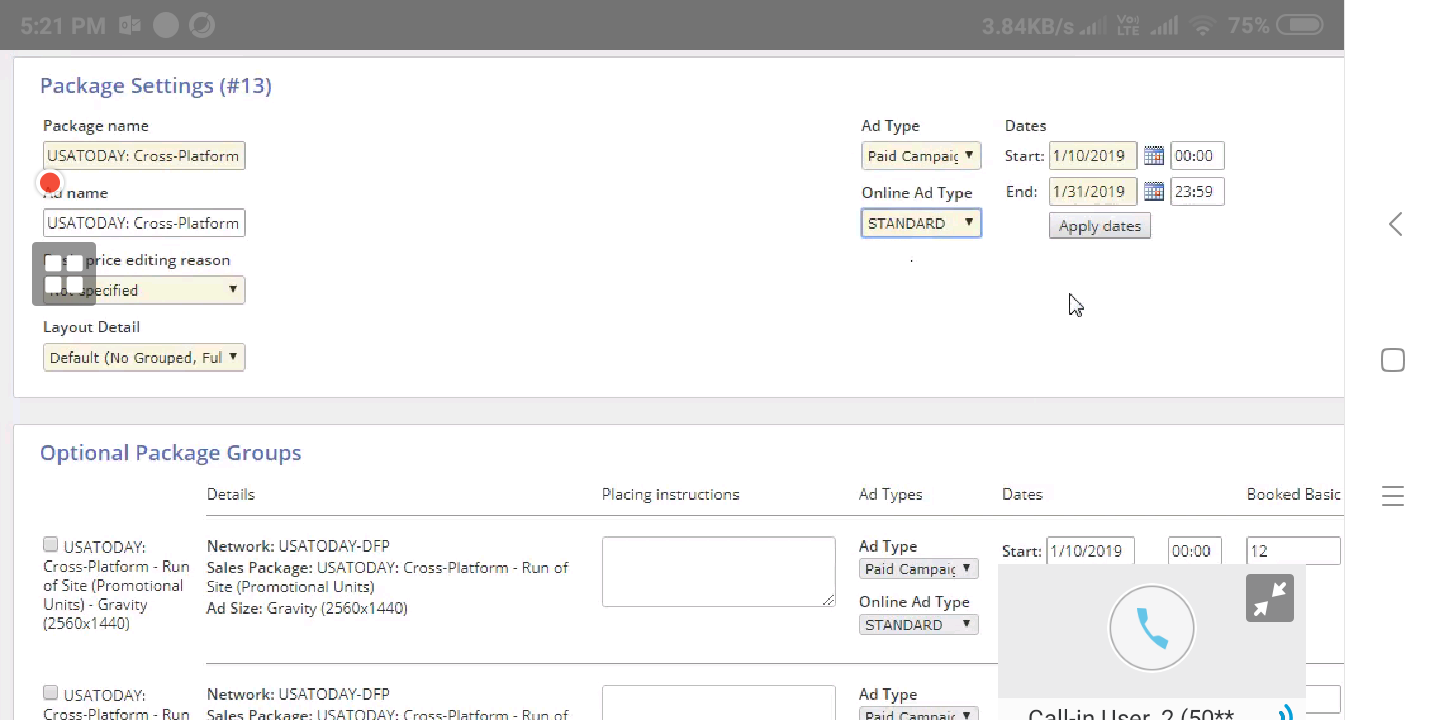 5:21 PM
3.84KB/s
Vo)
LTE
75%
Package Settings (#13)
Package name
Ad Type
Dates
USATODAY: Cross-Platform
Paid Campaig
Start: 1/10/2019 00:00
name
Online Ad Type
End: 1/31/2019 23:59
USATODAY: Cross-Platform
STANDARD
Apply dates
price editing reason
specified
Layout Detail
Default (No Grouped, Ful
Optional Package Groups
Details
Placing instructions
Ad Types
Dates
Booked Basic
USATODAY:
Cross-Platform - Run
of Site (Promotional
Units) - Gravity
(2560x1440)
Network: USATODAY-DFP
Sales Package: USATODAY: Cross-Platform - Run of
Site (Promotional Units)
Ad Size: Gravity (2560x1440)
Ad Type
Paid Campaig
Online Ad Type
STANDARD
Start: 1/10/2019 00:00
12
USATODAY:
Cross-Platform - Run
Network: USATODAY-DFP
Sales Package: USATODAY: Cross-Platform - Run of
Ad Type
Paid Campaig
Call-in User_2 (50**